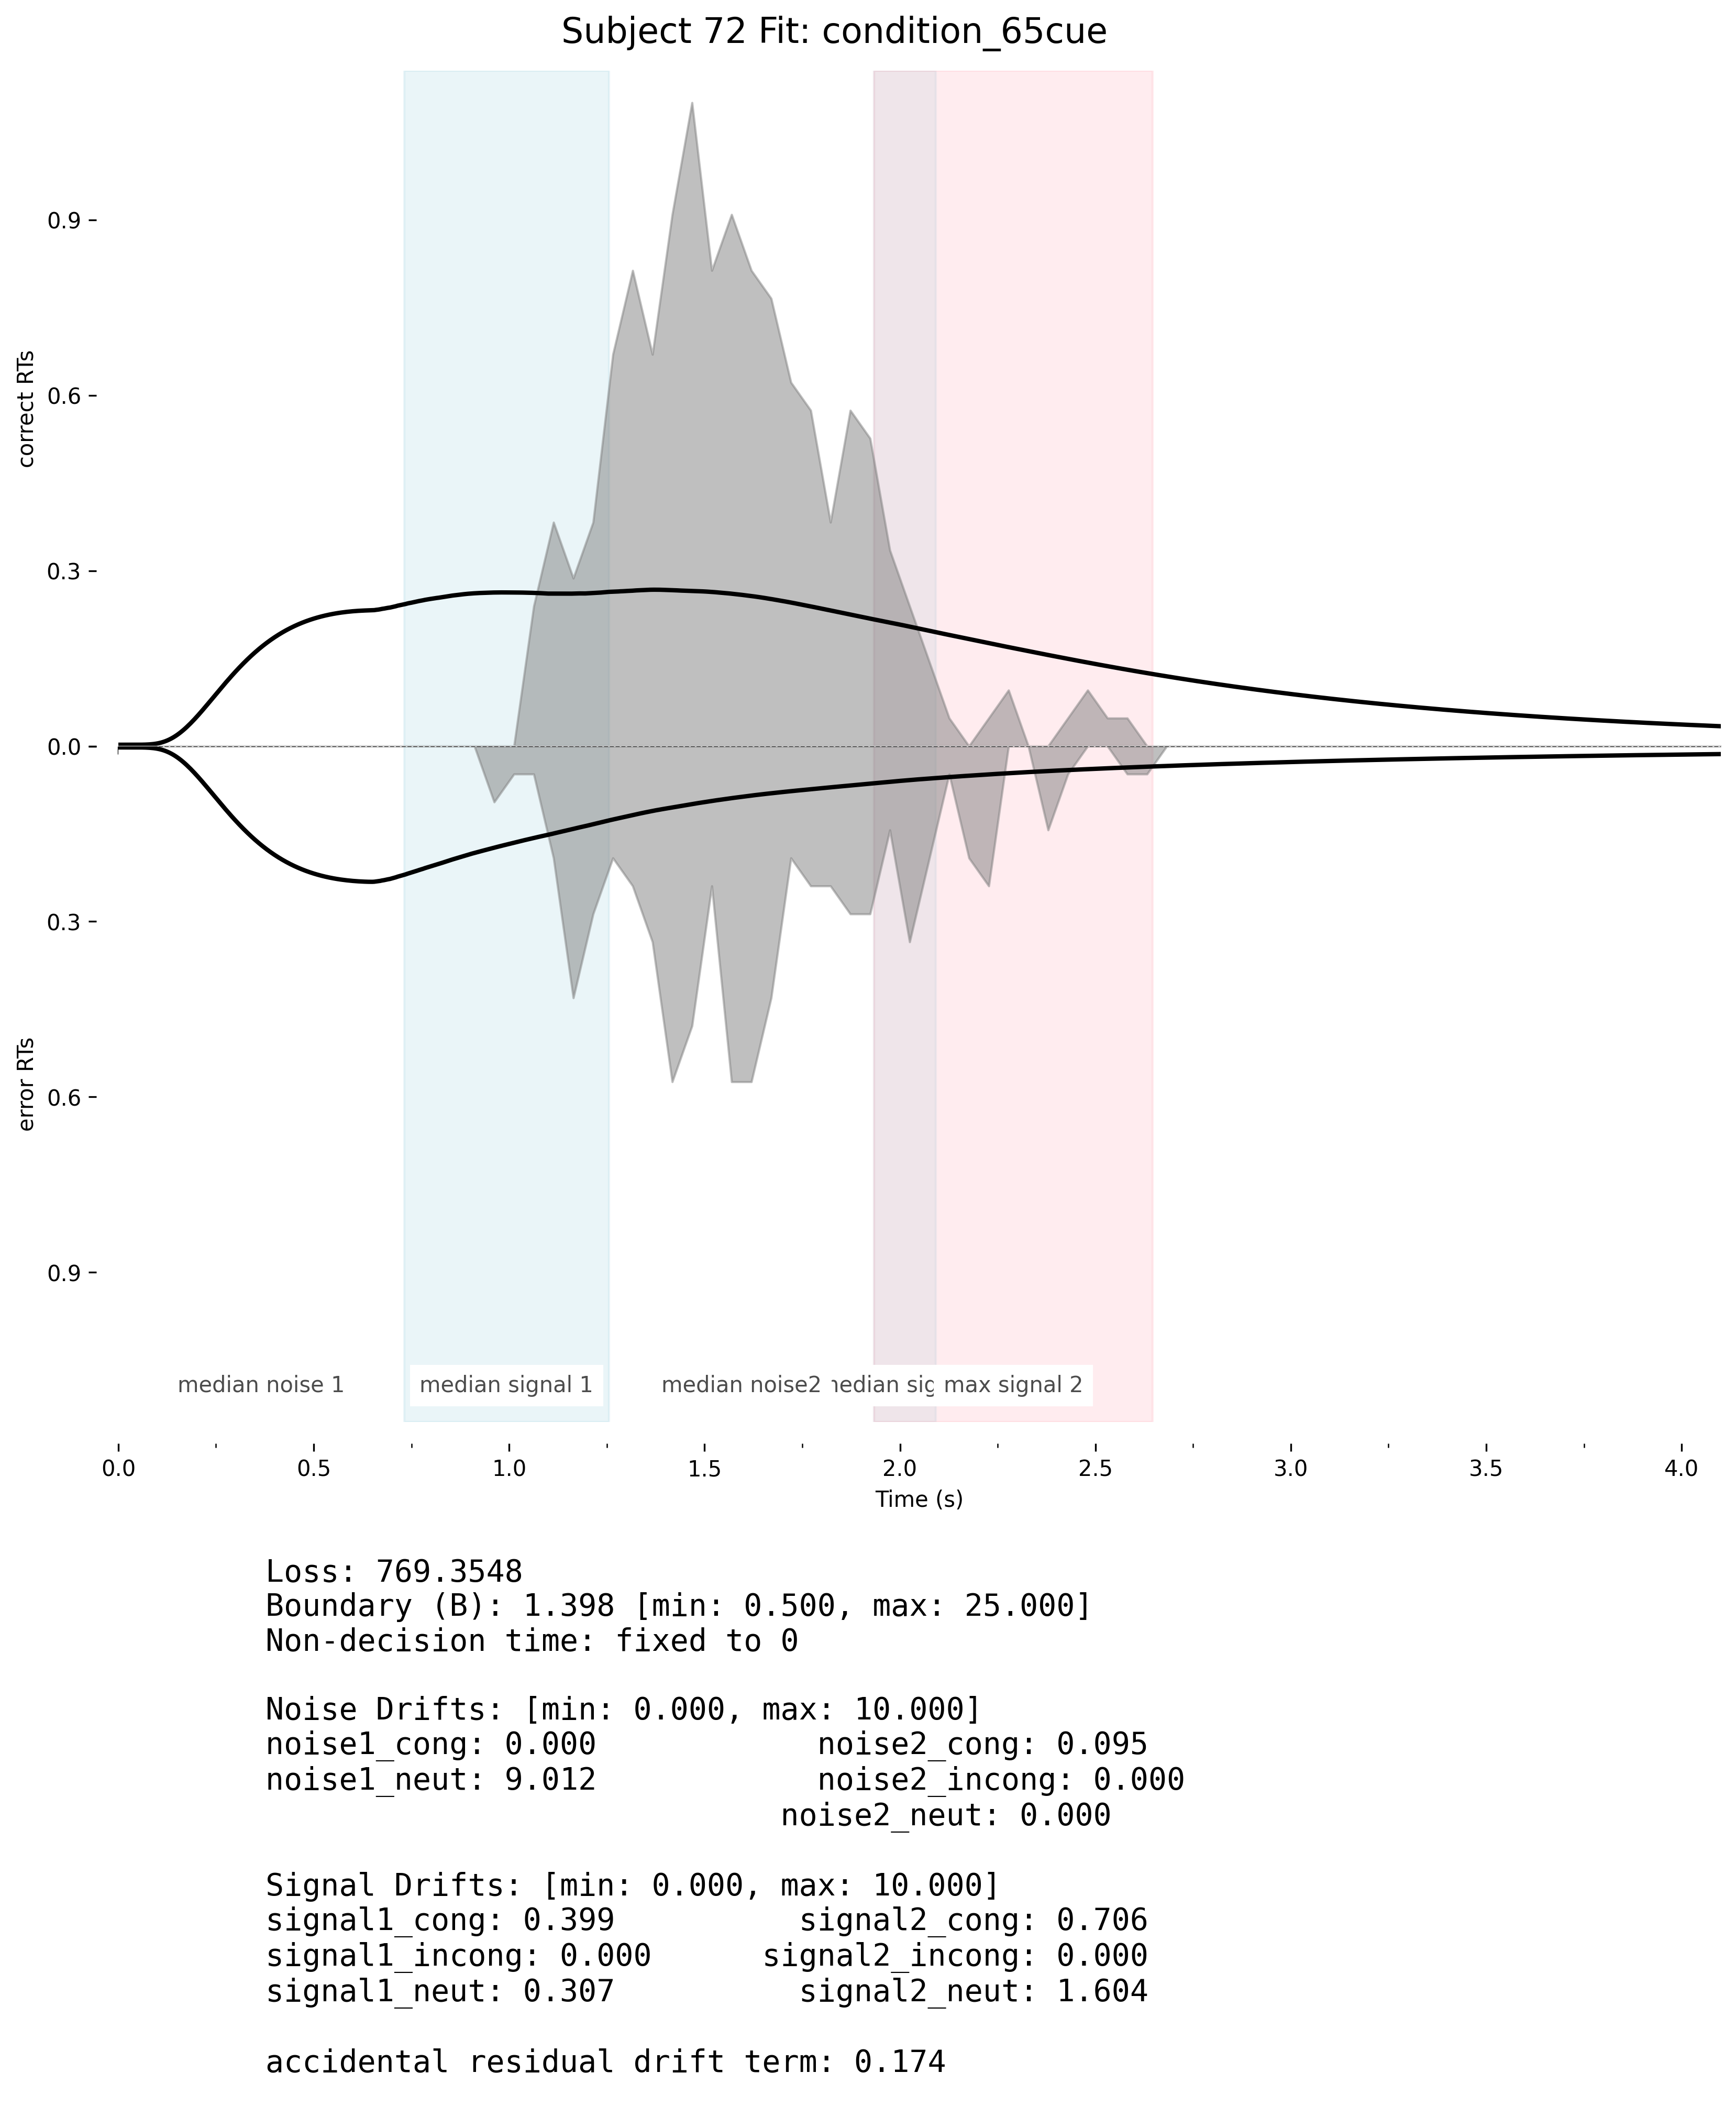 Subject 72 Fit: condition_65cue
correct RTs
error RTs
0.9
0.6
0.3
0.0
0.3
0.6
0.9
median noise 1
median signal 1
median noise2
median sig
max signal 2
0.0 0.5 1.0 1.5 2.0 2.5 3.0 3.5 4.0
Time (s)
Loss: 769.3548
Boundary (B): 1.398 [min: 0.500, max: 25.000]
Non-decision time: fixed to 0
Noise Drifts: [min: 0.000, max: 10.000]
noise1_cong: 0.000 noise2_cong: 0.095
noise1_neut: 9.012 noise2_incong: 0.000
noise2_neut: 0.000
Signal Drifts: [min: 0.000, max: 10.000]
signal1_cong: 0.399 signal2_cong: 0.706
signal1_incong: 0.000 signal2_incong: 0.000
signal1_neut: 0.307 signal2_neut: 1.604
accidental residual drift term: 0.174